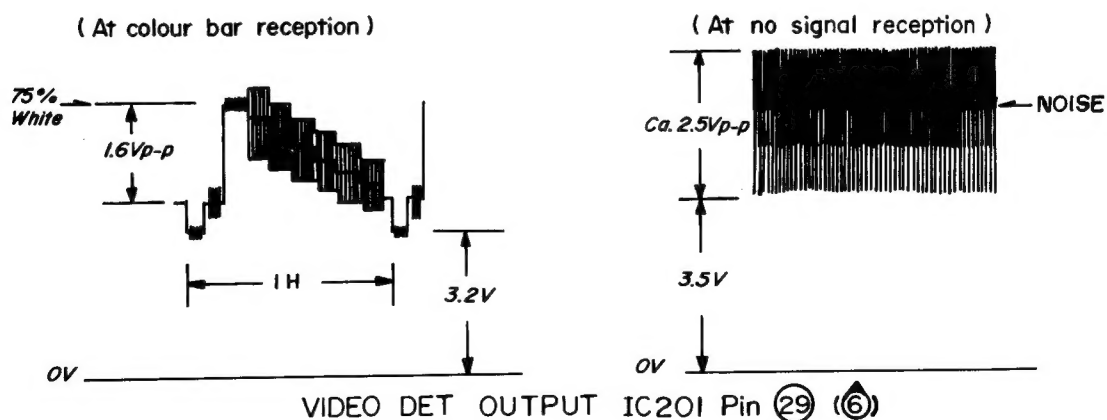 (At colour bar reception)
75%
White
1.6Vp-p
1H
3.2V
0V
(At no signal reception)
Ca. 2.5Vp-p
NOISE
3.5V
0V
VIDEO DET OUTPUT IC201 Pin 29 (6)